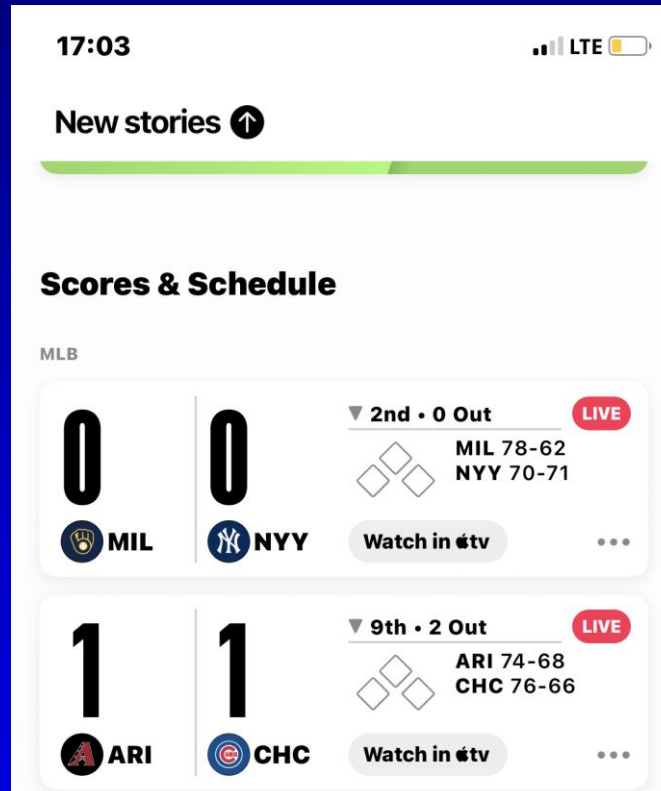 17:03 LTE
New stories
Scores & Schedule
MLB
0 0
▼ 2nd • 0 Out LIVE
MIL 78-62
NYY 70-71
MIL NYY Watch in tv •••
1 1
▼ 9th • 2 Out LIVE
ARI 74-68
CHC 76-66
ARI CHC Watch in tv •••